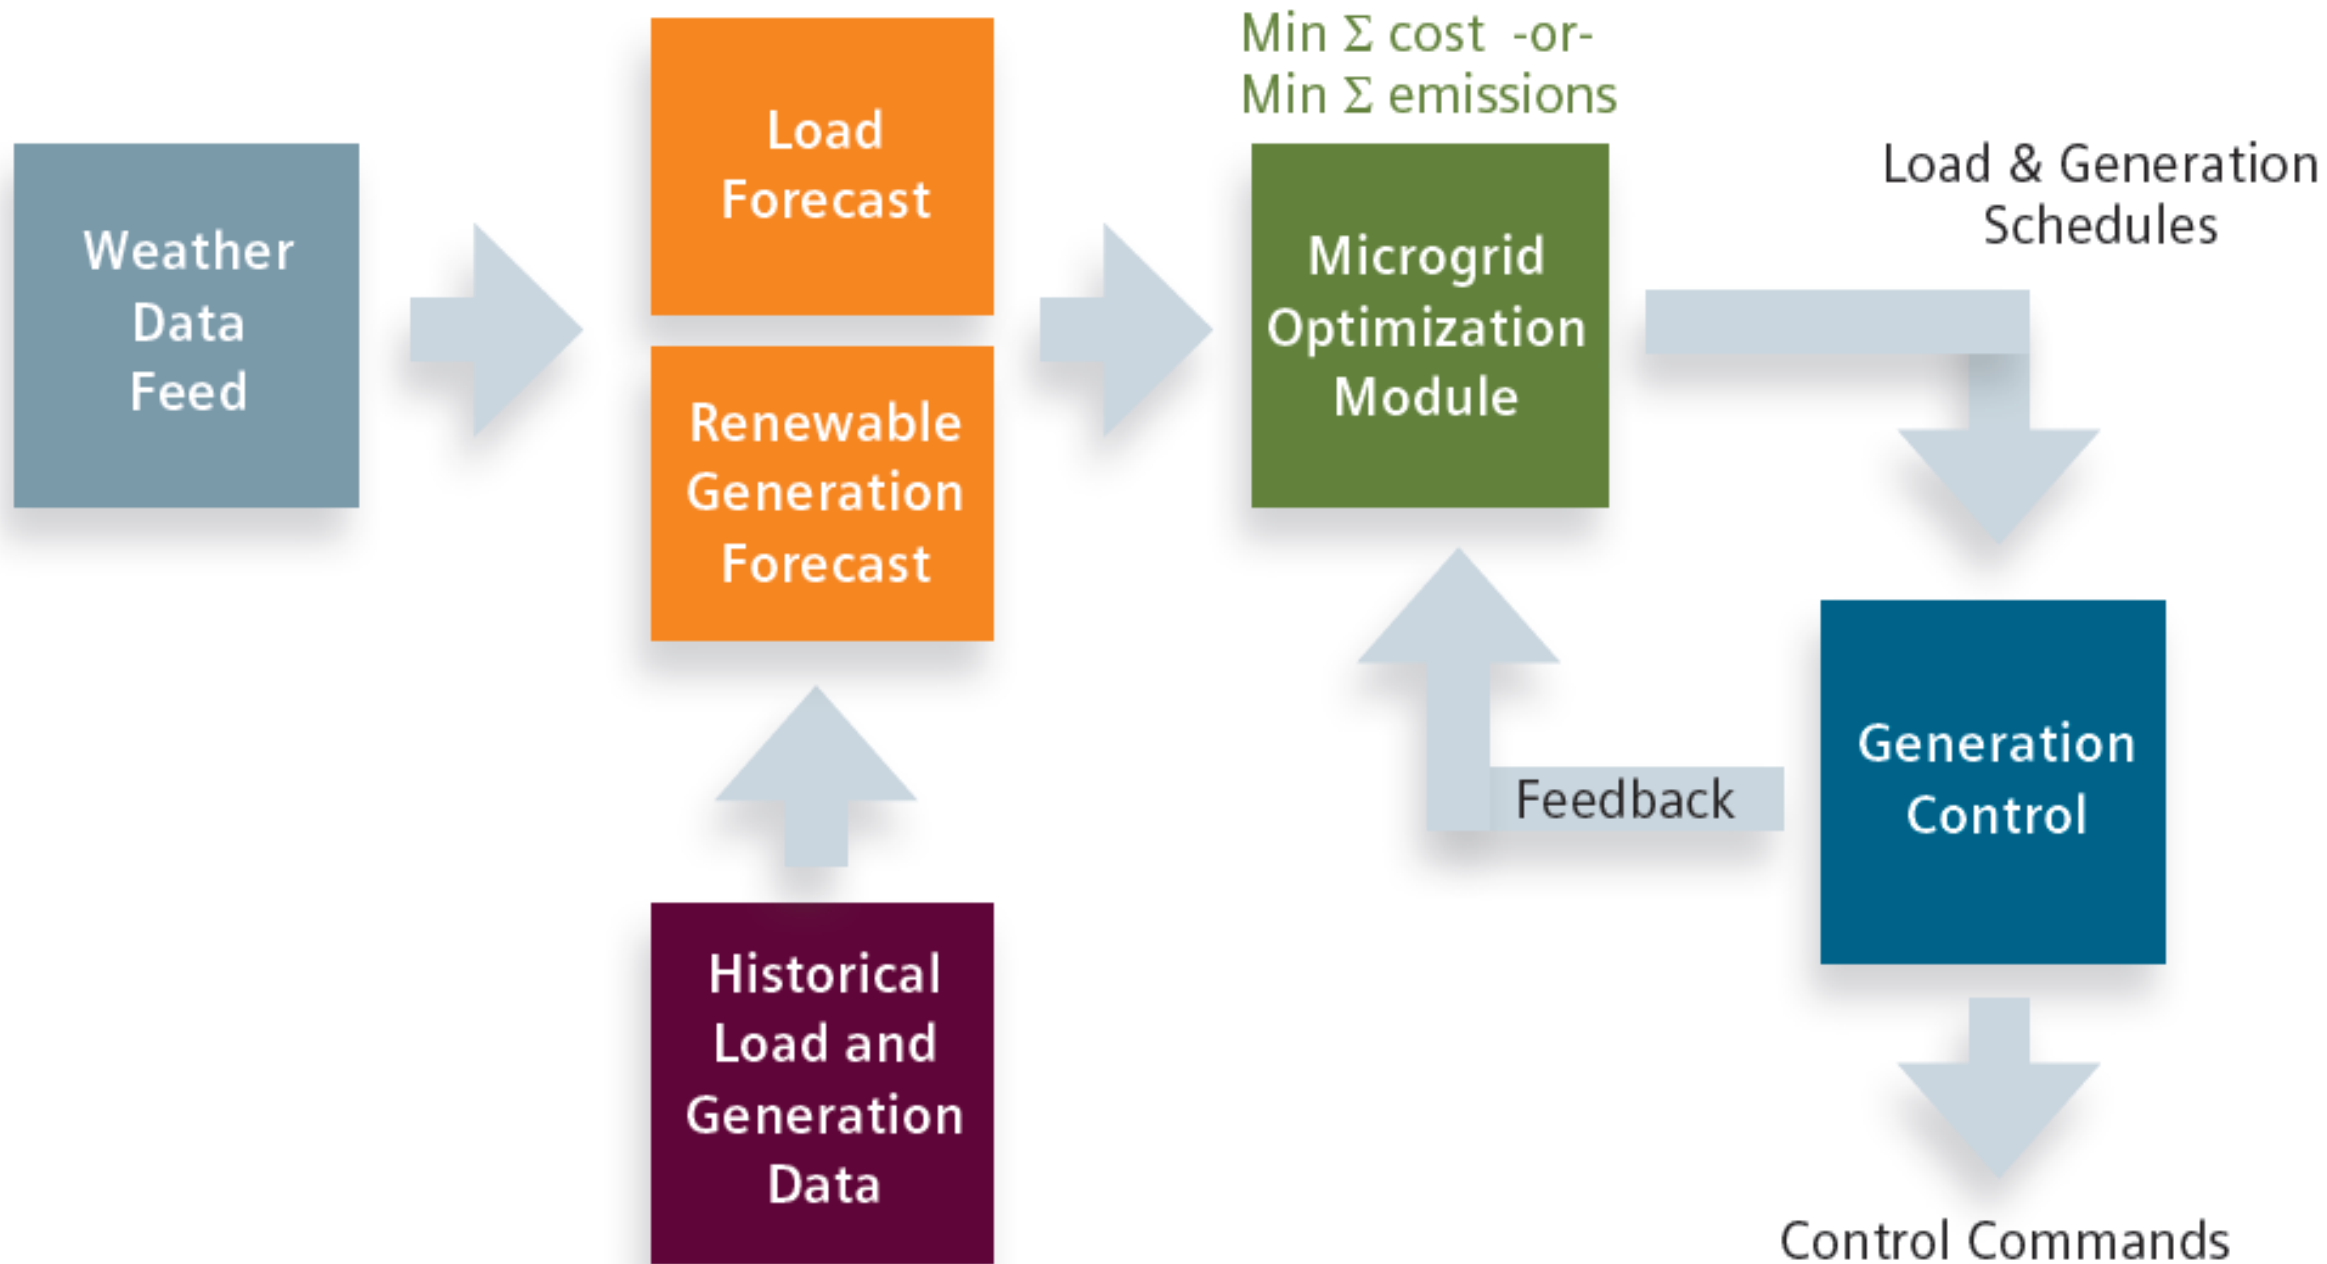 Weather
Data
Feed
Load
Forecast
Renewable
Generation
Forecast
Historical
Load and
Generation
Data
Min Σ cost -or-
Min Σ emissions
Microgrid
Optimization
Module
Load & Generation
Schedules
Feedback
Generation
Control
Control Commands